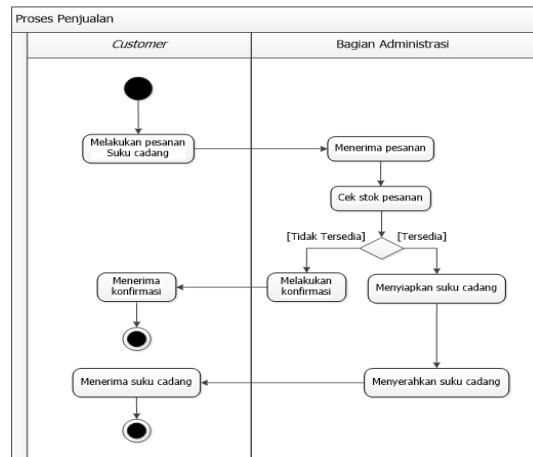 Proses Penjualan
Customer
Bagian Administrasi
Melakukan pesanan
Suku cadang
Menerima pesanan
Cek stok pesanan
[Tidak Tersedia]
[Tersedia]
Menerima
konfirmasi
Melakukan
konfirmasi
Menyiapkan suku cadang
Menerima suku cadang
Menyerahkan suku cadang